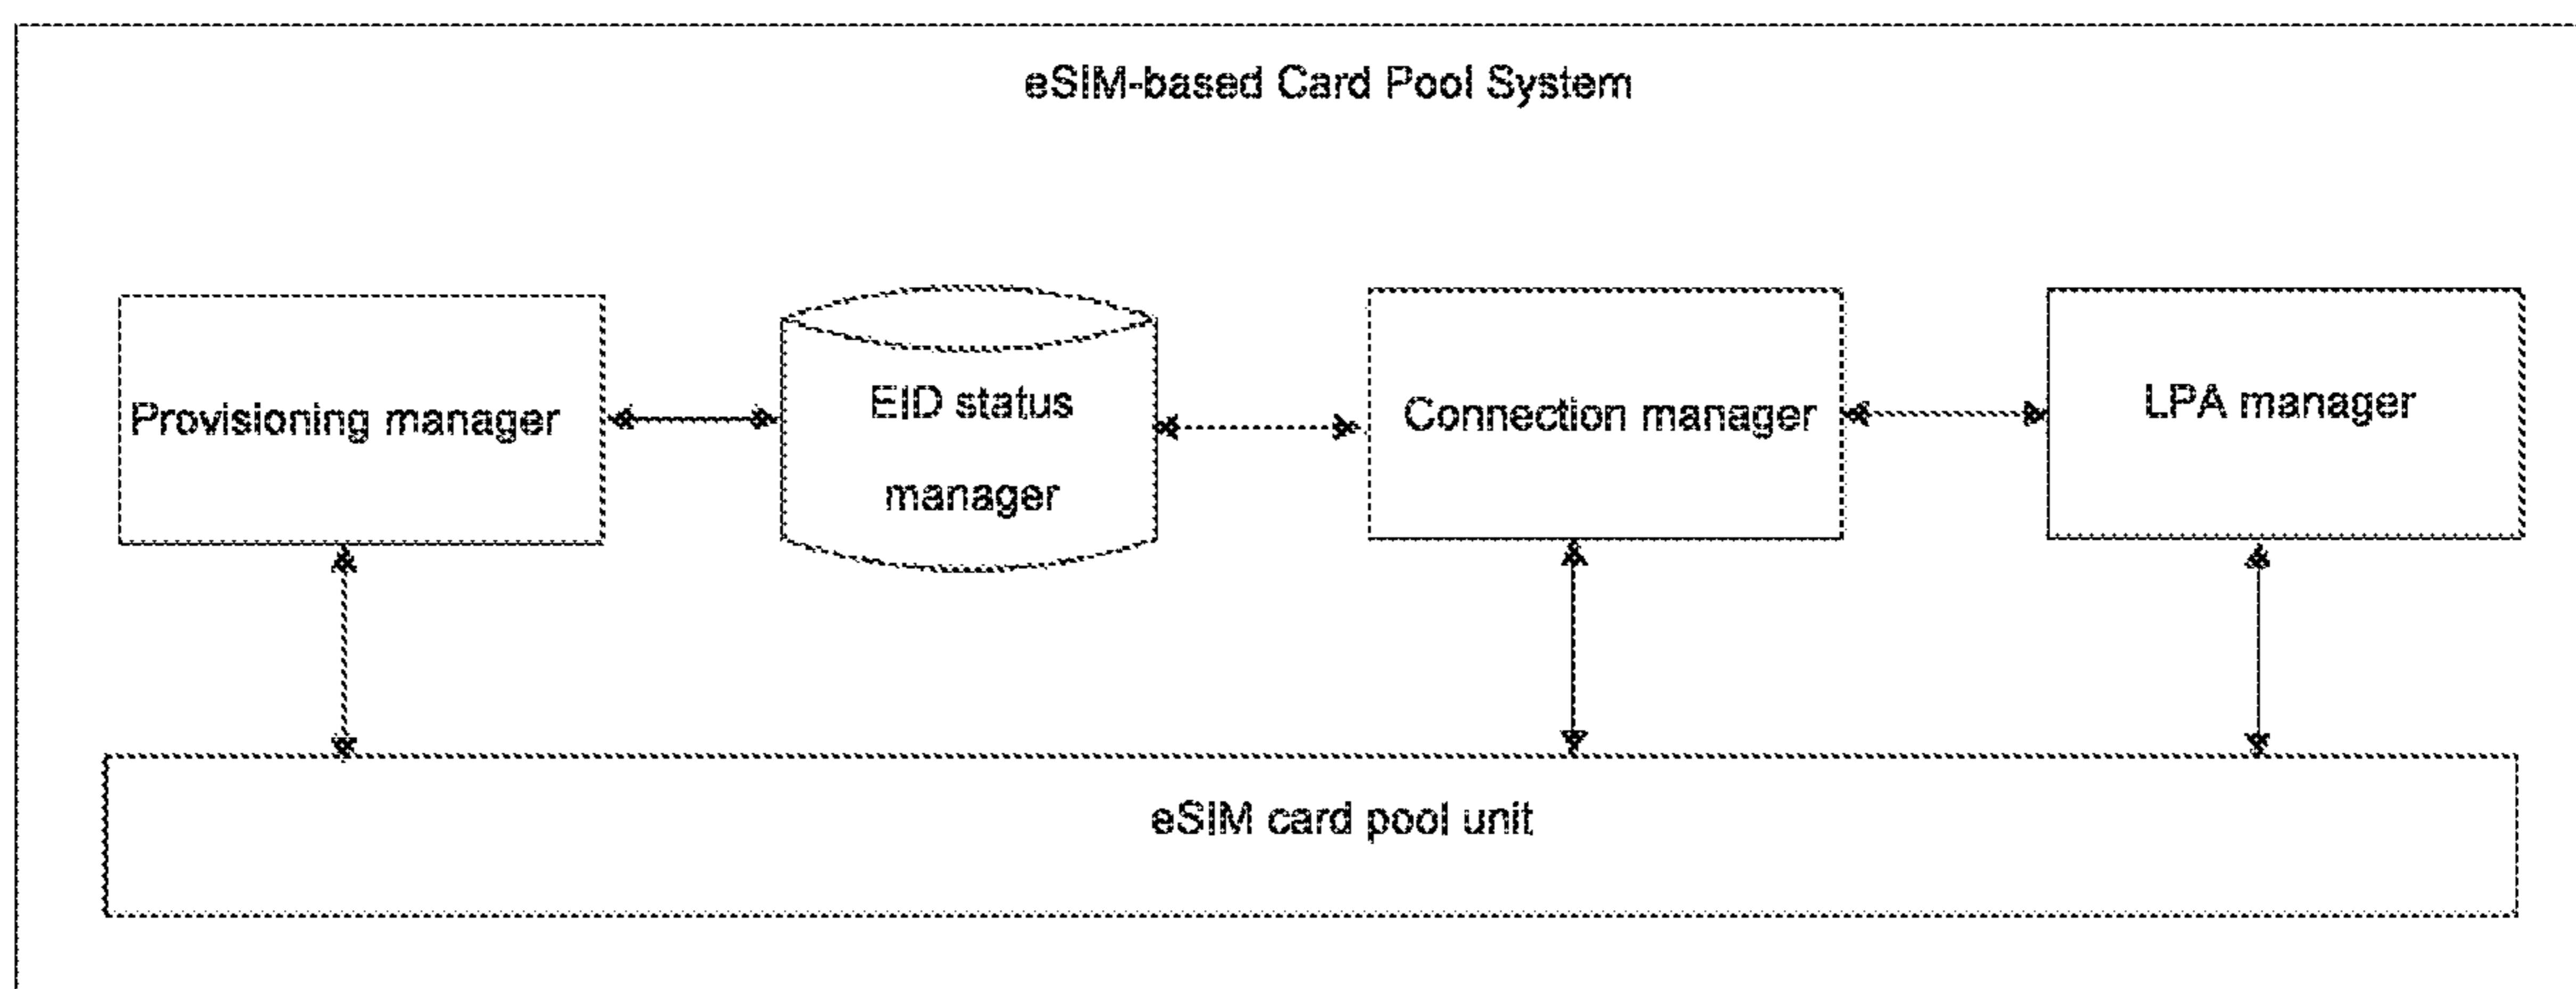 eSIM-based Card Pool System
Provisioning manager
EID status
manager
Connection manager
LPA manager
eSIM card pool unit